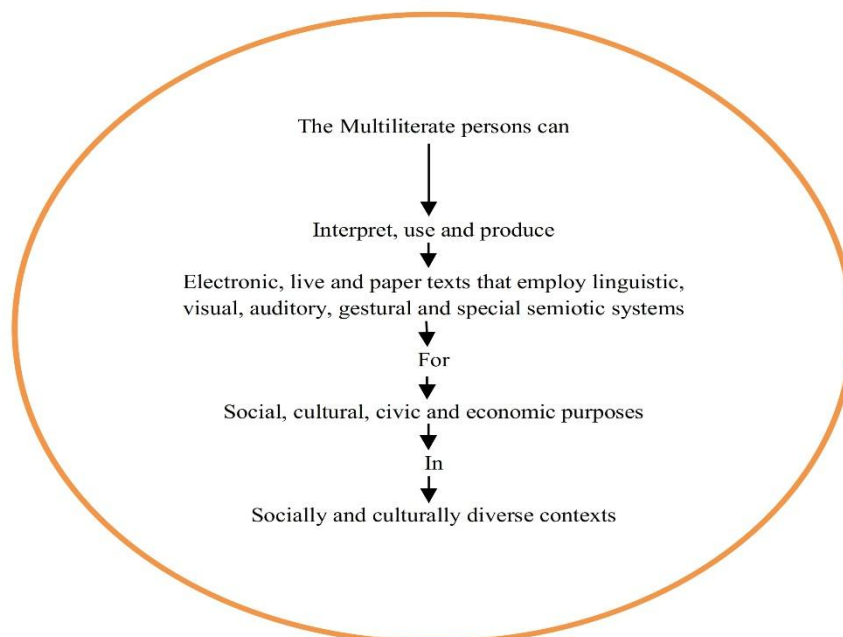 The Multiliterate persons can
Interpret, use and produce
Electronic, live and paper texts that employ linguistic,
visual, auditory, gestural and special semiotic systems
For
Social, cultural, civic and economic purposes
In
Socially and culturally diverse contexts